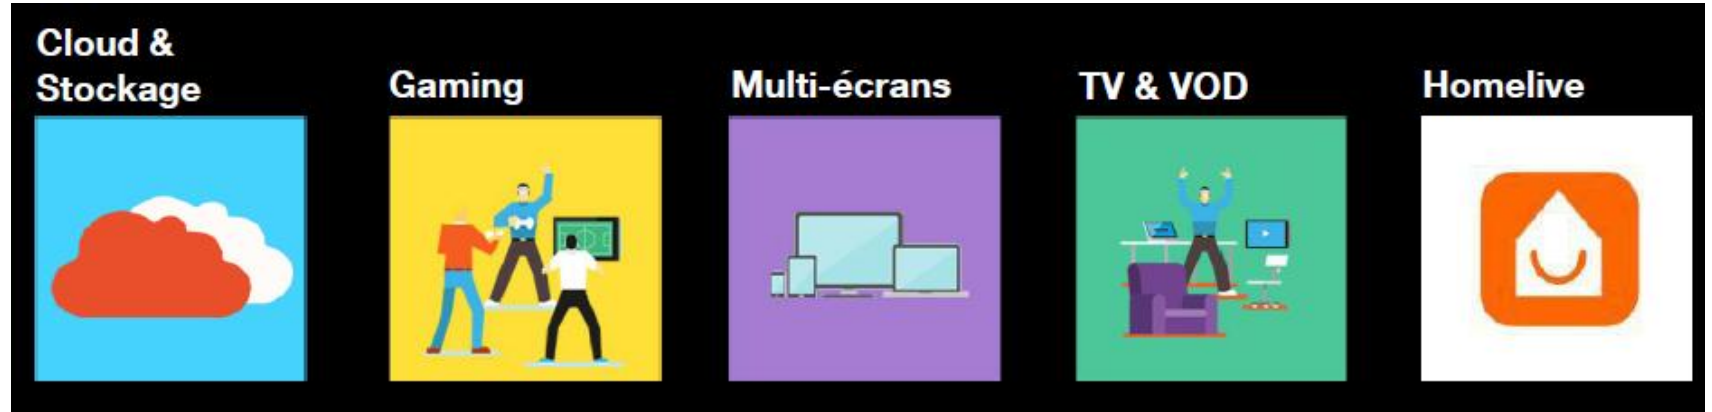 Cloud &
Stockage
Gaming
Multi-écrans
TV & VOD
Homelive